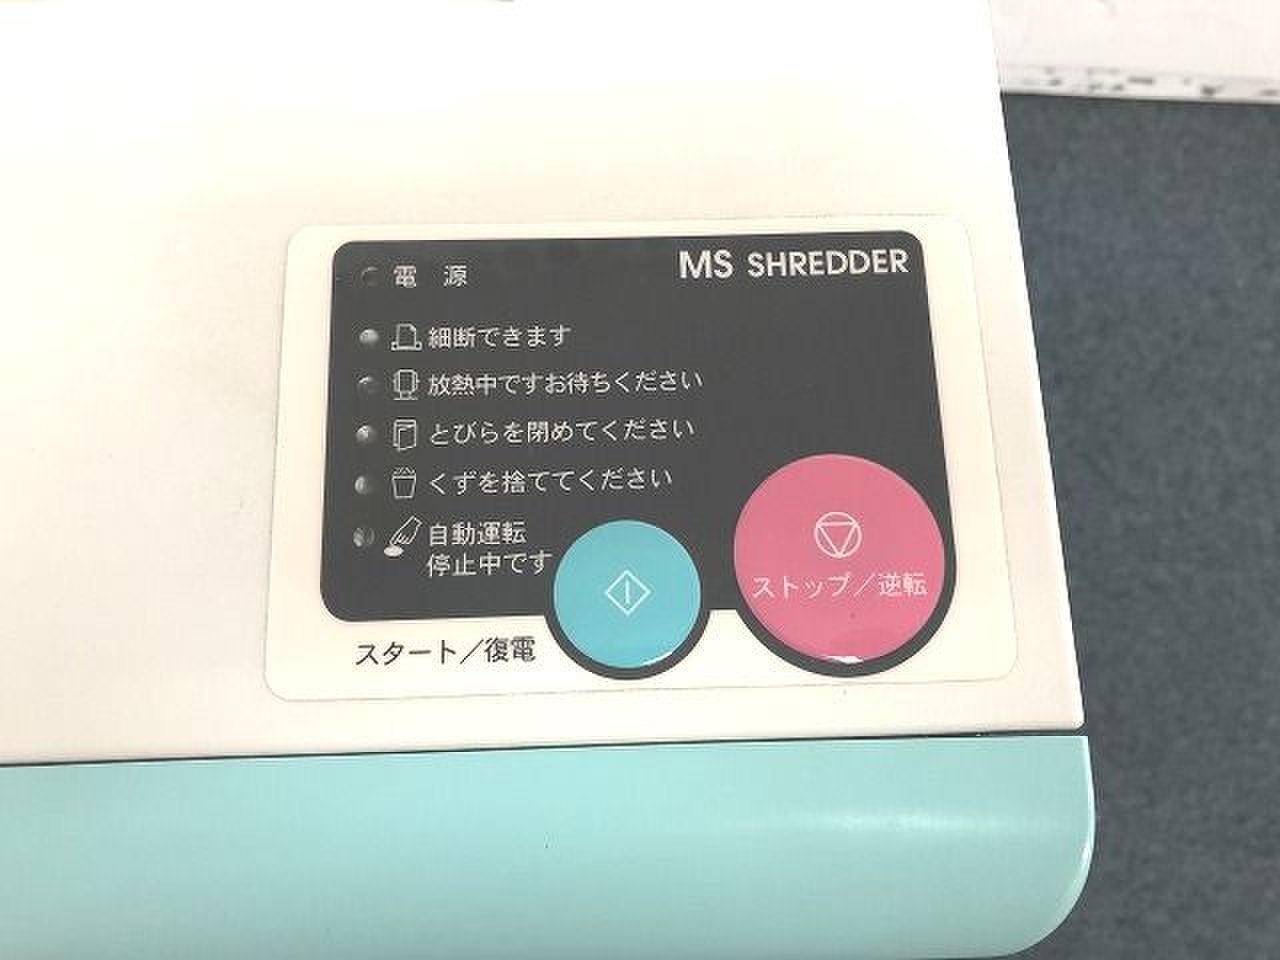 電 源
MS SHREDDER
細断できます
放熱中ですお待ちください
とびらを閉めてください
くずを捨ててください
自動運転
停止中です
ストップ／逆転
スタート／復電